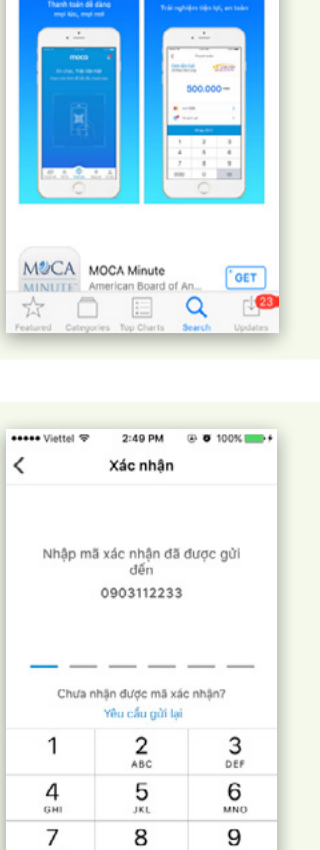 Thanh toán dễ dàng
mọi lúc, mọi nơi
Trải nghiệm tiện lợi, an toàn
moca
500.000
MOCA
MINUTE
MOCA Minute
American Board of An...
GET
23
Featured Categories Top Charts Search Updates
Viettel 2:49 PM 100%
Xác nhận
Nhập mã xác nhận đã được gửi
đến
0903112233
Chưa nhận được mã xác nhận?
Yêu cầu gửi lại
1 2 3
ABC DEF
4 5 6
GHI JKL MNO
7 8 9